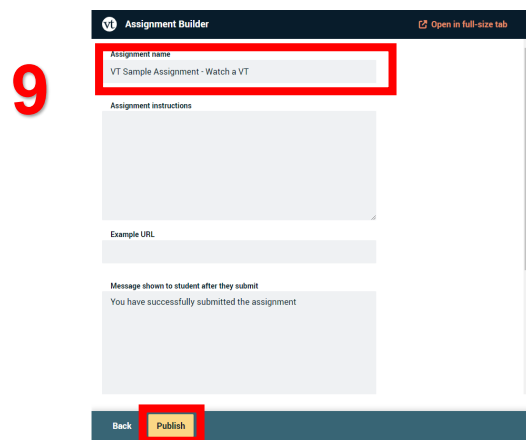 vt Assignment Builder
Open in full-size tab
9
Assignment name
VT Sample Assignment - Watch a VT
Assignment instructions
Example URL
Message shown to student after they submit
You have successfully submitted the assignment
Back Publish